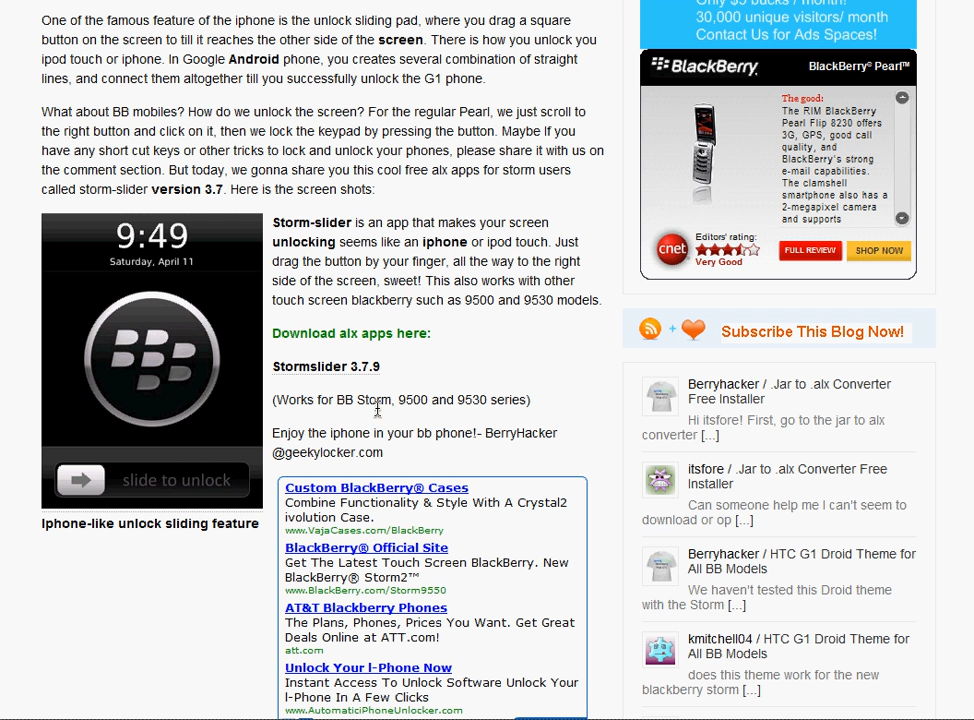 One of the famous feature of the iphone is the unlock sliding pad, where you drag a square
button on the screen to till it reaches the other side of the screen. There is how you unlock you
ipod touch or iphone. In Google Android phone, you creates several combination of straight
lines, and connect them altogether till you successfully unlock the G1 phone.
What about BB mobiles? How do we unlock the screen? For the regular Pearl, we just scroll to
the right button and click on it, then we lock the keypad by pressing the button. Maybe If you
have any short cut keys or other tricks to lock and unlock your phones, please share it with us on
the comment section. But today, we gonna share you this cool free alx apps for storm users
called storm-slider version 3.7. Here is the screen shots:
9:49
Saturday, April 11
slide to unlock
Iphone-like unlock sliding feature
Storm-slider is an app that makes your screen
unlocking seems like an iphone or ipod touch. Just
drag the button by your finger, all the way to the right
side of the screen, sweet! This also works with other
touch screen blackberry such as 9500 and 9530 models.
Download alx apps here:
Stormslider 3.7.9
(Works for BB Storm, 9500 and 9530 series)
Enjoy the iphone in your bb phone!- BerryHacker
@geekylocker.com
Custom BlackBerry® Cases
Combine Functionality & Style With A Crystal2
ivolution Case.
www.VajaCases.com/BlackBerry
BlackBerry® Official Site
Get The Latest Touch Screen BlackBerry. New
BlackBerry® Storm2™
www.BlackBerry.com/Storm9550
AT&T Blackberry Phones
The Plans, Phones, Prices You Want. Get Great
Deals Online at ATT.com!
att.com
Unlock Your I-Phone Now
Instant Access To Unlock Software Unlock Your
I-Phone In A Few Clicks
www.AutomaticiPhoneUnlocker.com
Only $5 bucks / month!
30,000 unique visitors/ month
Contact Us for Ads Spaces!
BlackBerry.
BlackBerry® Pearl™
The good:
The RIM BlackBerry
Pearl Flip 8230 offers
3G, GPS, good call
quality, and
BlackBerry's strong
e-mail capabilities.
The clamshell
smartphone also has a
2-megapixel camera
and supports
cnet
Editors' rating:
Very Good
FULL REVIEW
SHOP NOW
+ Subscribe This Blog Now!
Berryhacker / .Jar to .alx Converter
Free Installer
Hi itsfore! First, go to the jar to alx
converter [...]
itsfore / .Jar to .alx Converter Free
Installer
Can someone help me I can't seem to
download or op [...]
Berryhacker / HTC G1 Droid Theme for
All BB Models
We haven't tested this Droid theme
with the Storm [...]
kmitchell04 / HTC G1 Droid Theme for
All BB Models
does this theme work for the new
blackberry storm [...]